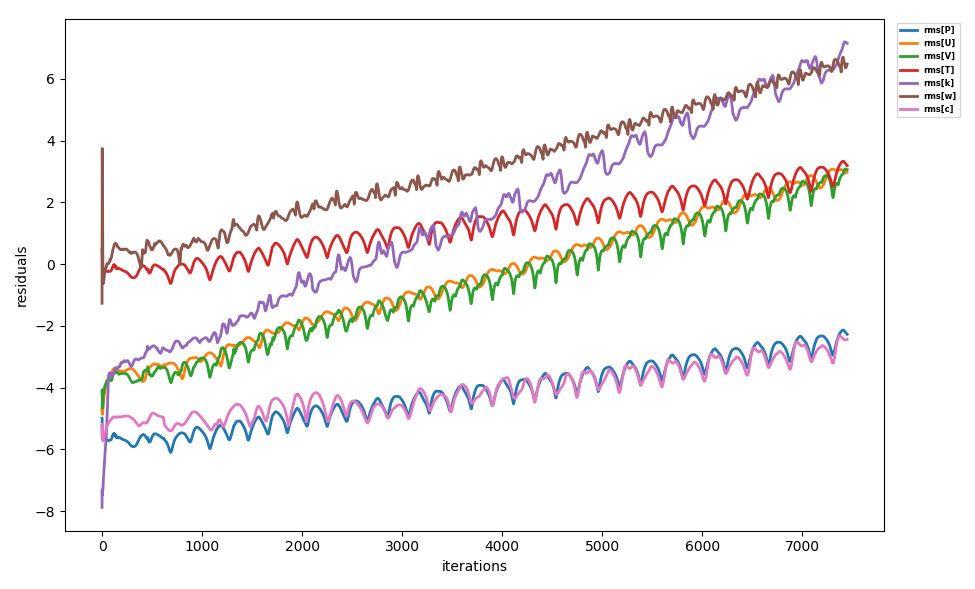 rms[P]
rms[U]
rms[V]
rms[T]
rms[k]
rms[w]
rms[c]
residuals
6
4
2
0
−2
−4
−6
−8
0 1000 2000 3000 4000 5000 6000 7000
iterations